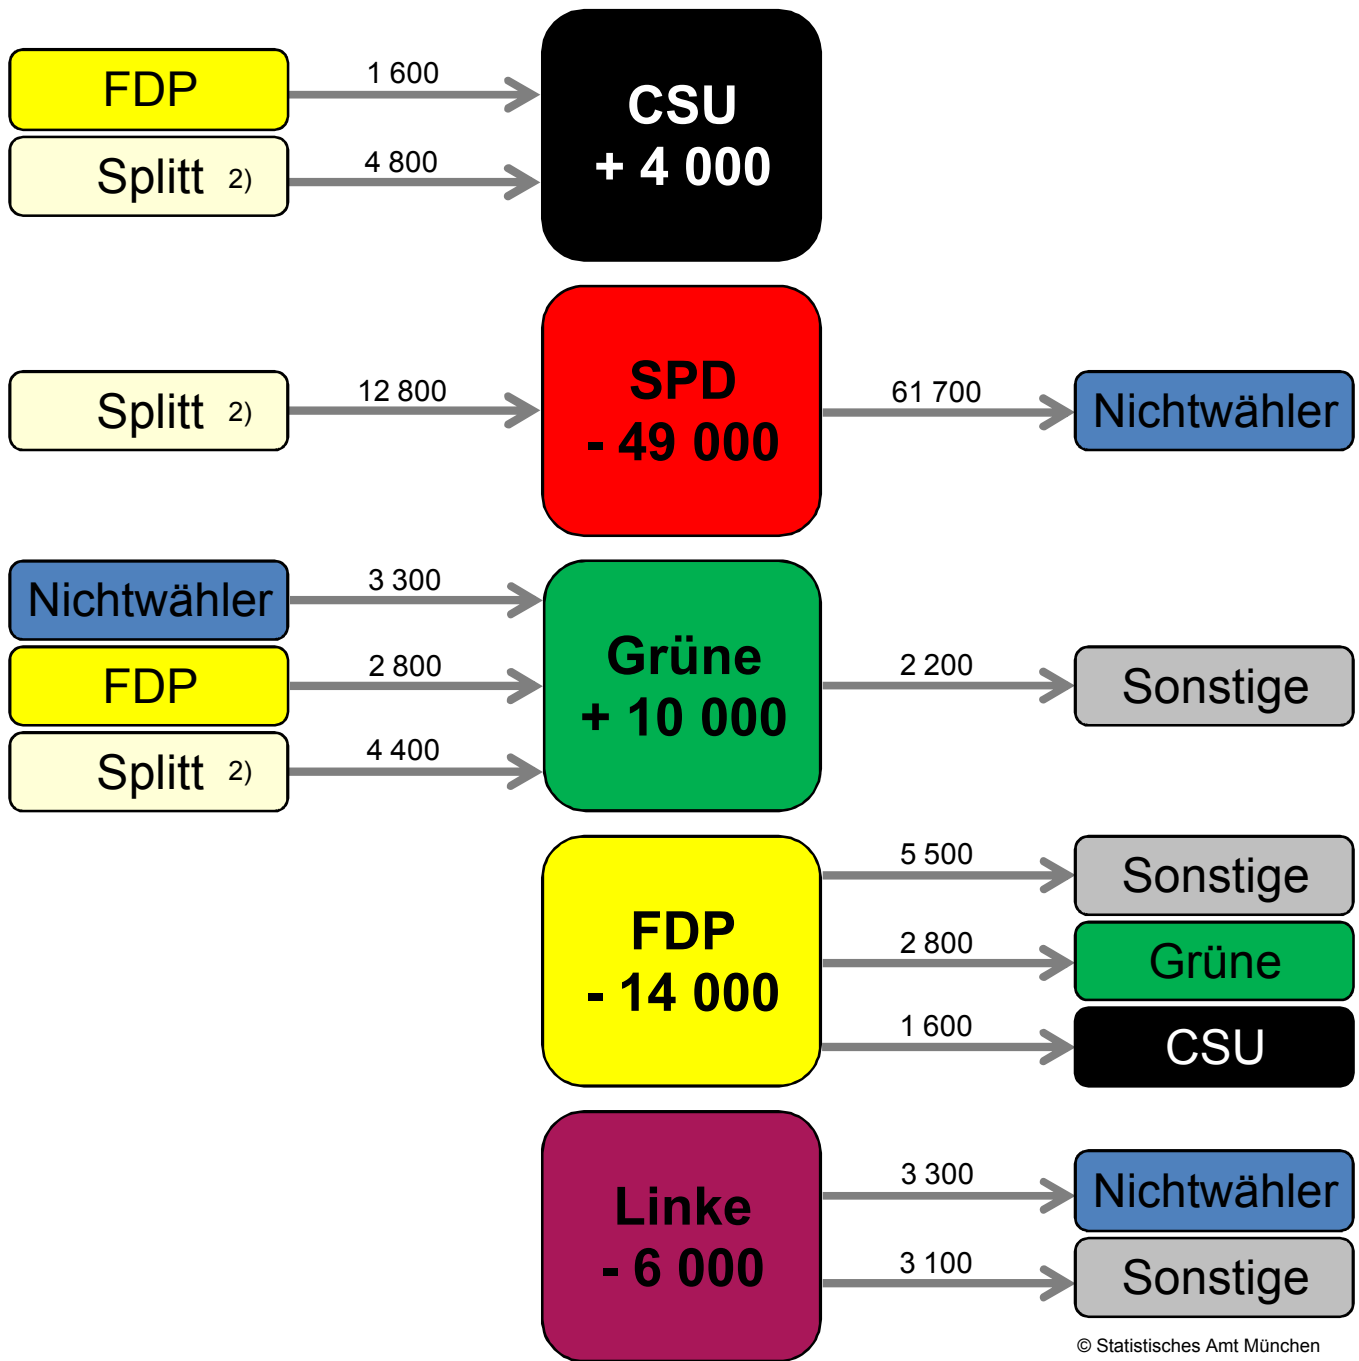 FDP
1 600
CSU
+ 4 000
Splitt 2)
4 800
Splitt 2)
12 800
SPD
- 49 000
61 700
Nichtwähler
Nichtwähler
3 300
FDP
2 800
Splitt 2)
4 400
Grüne
+ 10 000
2 200
Sonstige
FDP
- 14 000
5 500
Sonstige
2 800
Grüne
1 600
CSU
Linke
- 6 000
3 300
Nichtwähler
3 100
Sonstige
© Statistisches Amt München